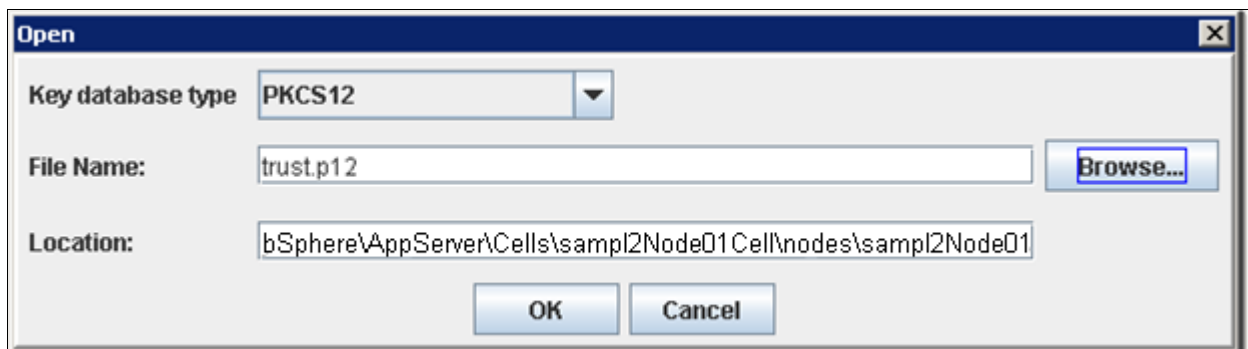 Open
Key database type PKCS12
File Name: trust.p12 Browse...
Location: bSphere\AppServer\Cells\sampl2Node01Cell\nodes\sampl2Node01
OK Cancel